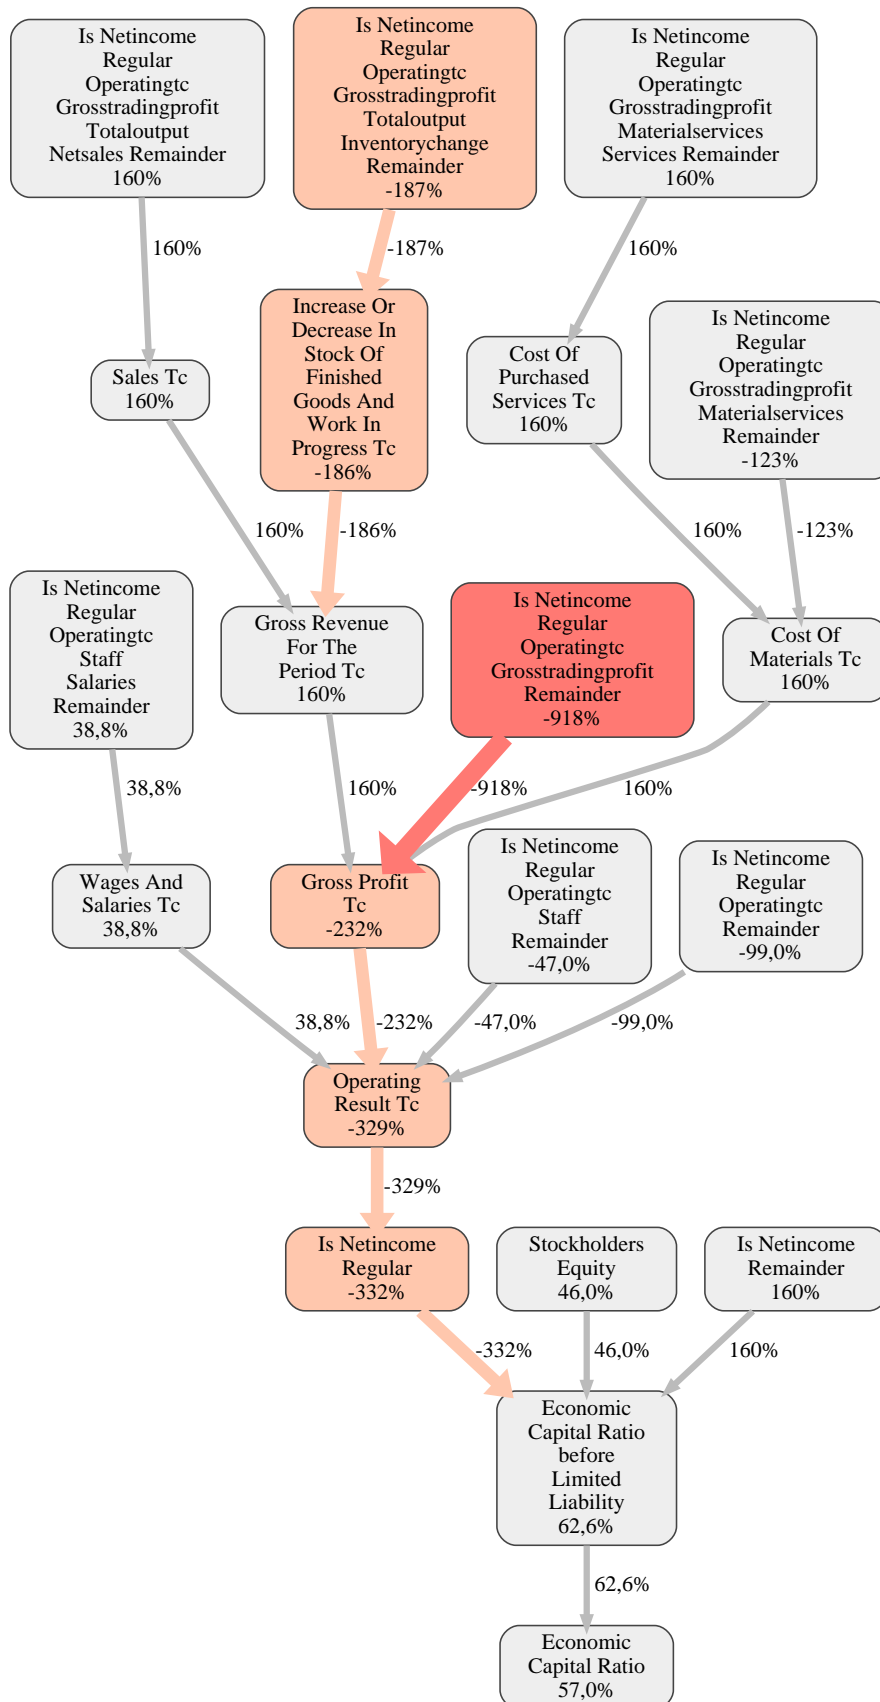 Is Netincome
Regular
Operatingtc
Grosstradingprofit
Totaloutput
Netsales Remainder
160%
Is Netincome
Regular
Operatingtc
Grosstradingprofit
Totaloutput
Inventorychange
Remainder
-187%
Is Netincome
Regular
Operatingtc
Grosstradingprofit
Materialservices
Services Remainder
160%
160%
-187%
160%
Sales Tc
160%
Increase Or
Decrease In
Stock Of
Finished
Goods And
Work In
Progress Tc
-186%
Cost Of
Purchased
Services Tc
160%
Is Netincome
Regular
Operatingtc
Grosstradingprofit
Materialservices
Remainder
-123%
160%
-186%
160%
-123%
Is Netincome
Regular
Operatingtc
Staff
Salaries
Remainder
38,8%
Gross Revenue
For The
Period Tc
160%
Is Netincome
Regular
Operatingtc
Grosstradingprofit
Remainder
-918%
Cost Of
Materials Tc
160%
38,8%
160%
-918%
160%
Wages And
Salaries Tc
38,8%
Gross Profit
Tc
-232%
Is Netincome
Regular
Operatingtc
Staff
Remainder
-47,0%
Is Netincome
Regular
Operatingtc
Remainder
-99,0%
38,8%
-232%
-47,0%
-99,0%
Operating
Result Tc
-329%
-329%
Is Netincome
Regular
-332%
Stockholders
Equity
46,0%
Is Netincome
Remainder
160%
-332%
46,0%
160%
Economic
Capital Ratio
before
Limited
Liability
62,6%
62,6%
Economic
Capital Ratio
57,0%